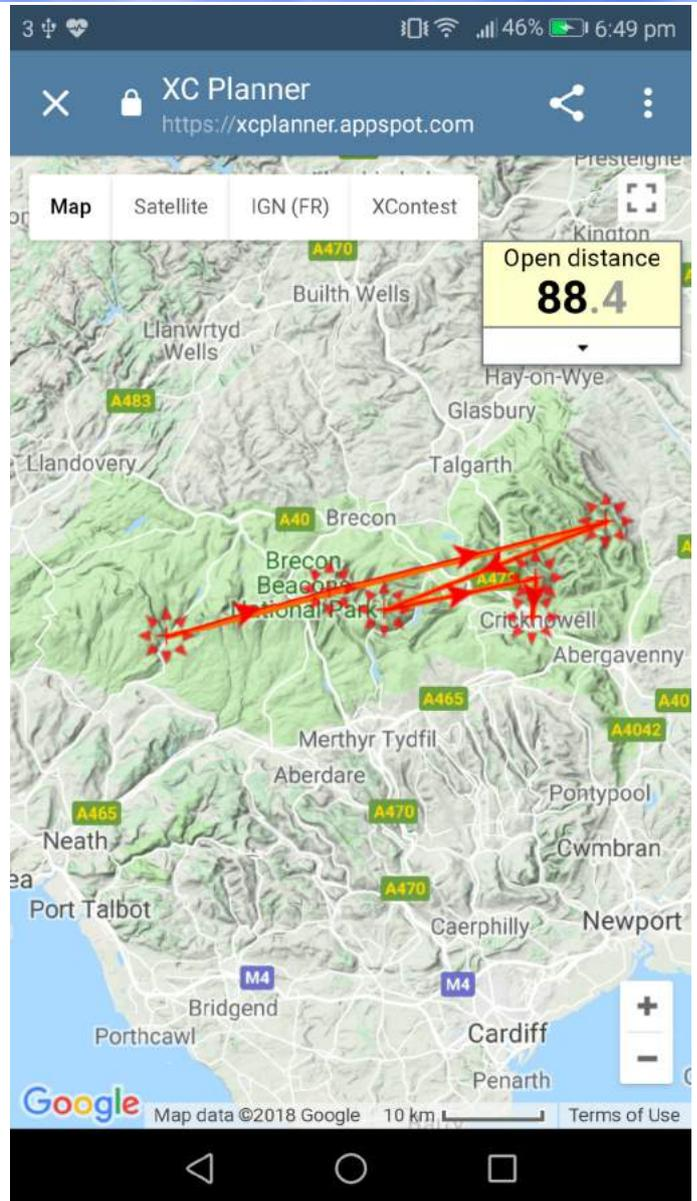 3 46% 6:49 pm
XC Planner
https://xcplanner.appspot.com
Presteigne
Map Satellite IGN (FR) XContest
Kington
A470
Open distance
88.4
Builth Wells
Llanwrtyd
Wells
Hay-on-Wye
A483
Glasbury
Llandovery
Talgarth
A40 Brecon
Brecon
Beacons
National Park
Crickhowell
Abergavenny
A465
A40
A4042
Merthyr Tydfil
Aberdare
Pontypool
A465
A470
Neath
Cwmbran
ea
A470
Port Talbot
Caerphilly
Newport
M4
M4
Bridgend
Porthcawl
Cardiff
Penarth
Google
Map data ©2018 Google 10 km Terms of Use